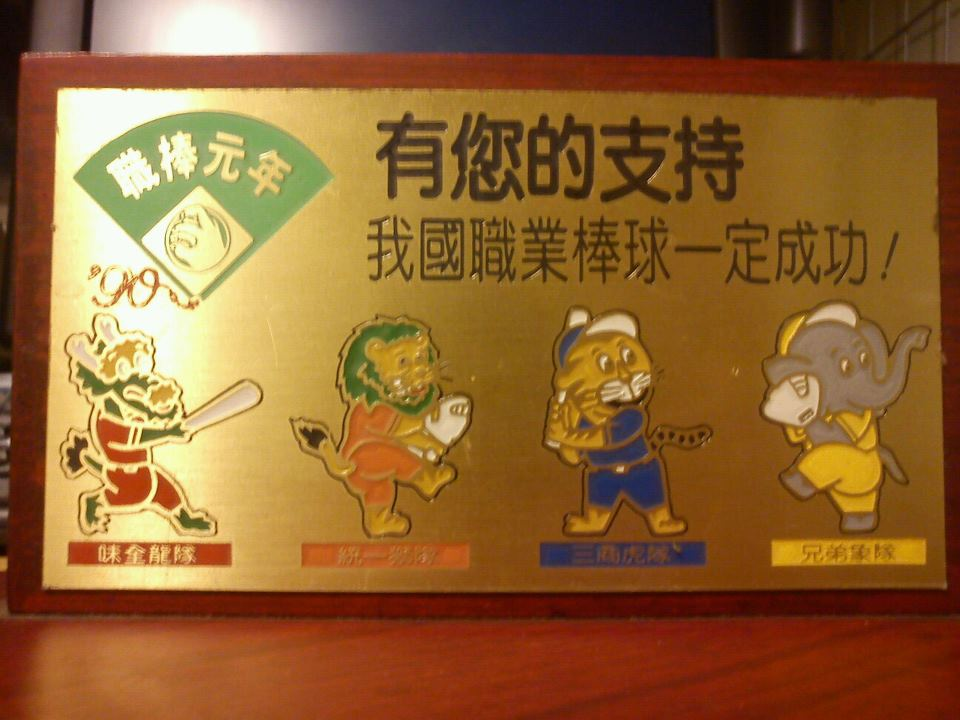 職棒元年
'90
有您的支持
我國職業棒球一定成功！
味全龍隊
統一獅隊
三商虎隊
兄弟象隊